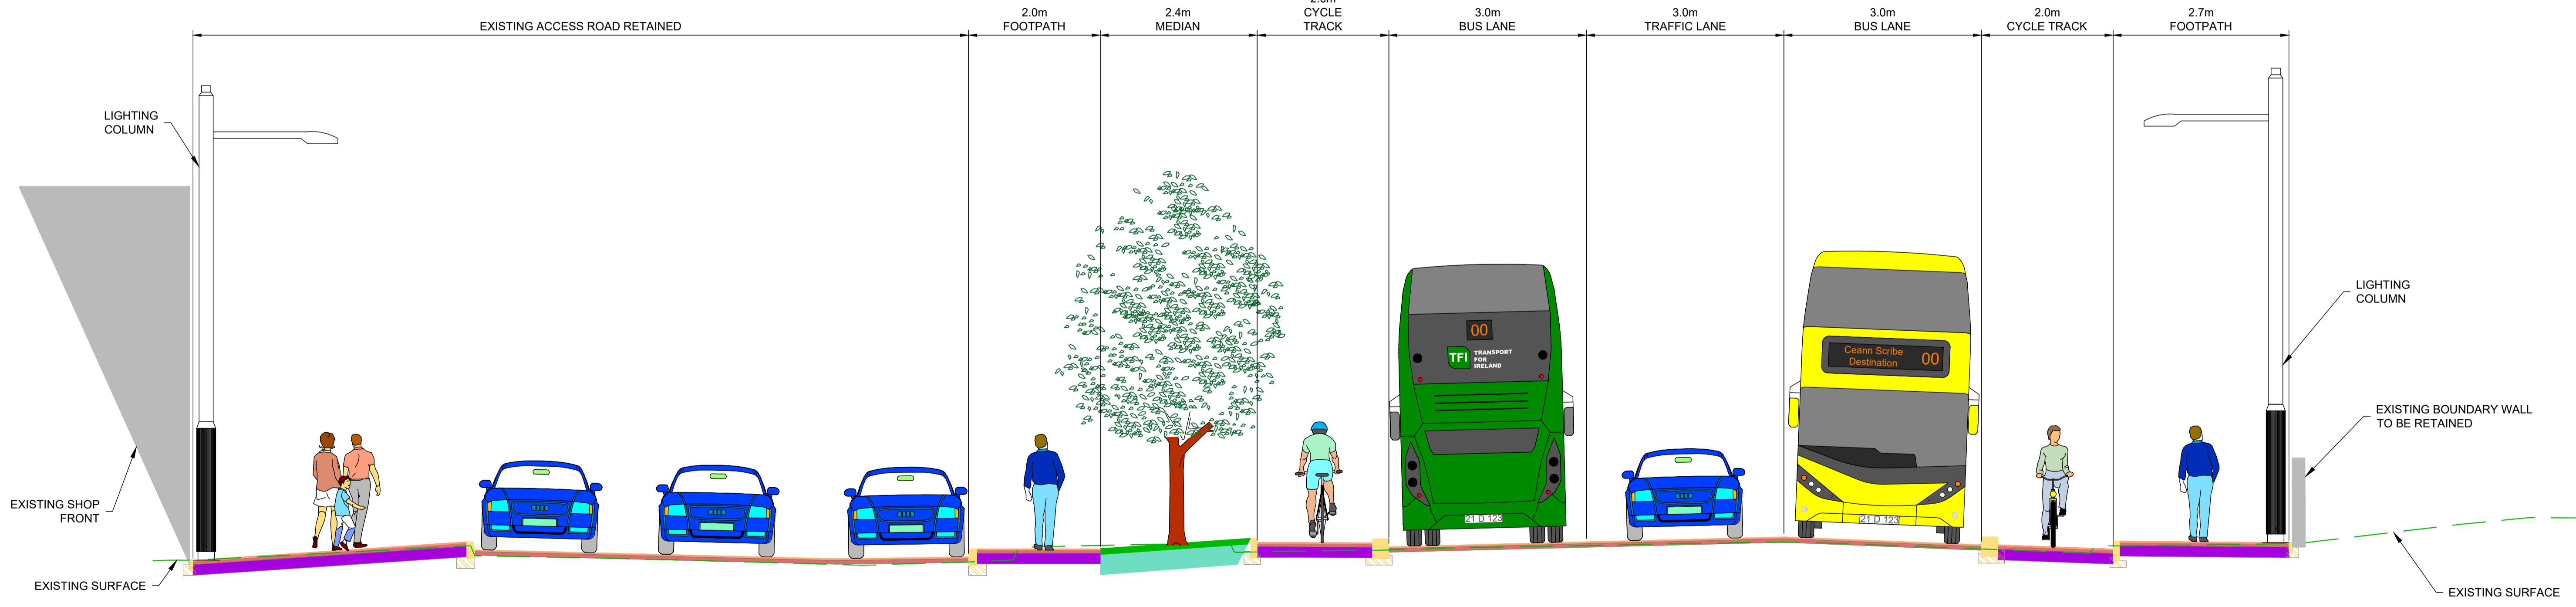 EXISTING ACCESS ROAD RETAINED
2.0m
FOOTPATH
2.4m
MEDIAN
CYCLE
TRACK
3.0m
BUS LANE
3.0m
TRAFFIC LANE
3.0m
BUS LANE
2.0m
CYCLE TRACK
2.7m
FOOTPATH
LIGHTING
COLUMN
EXISTING SHOP
FRONT
EXISTING SURFACE
00
TFI
TRANSPORT
FOR
IRELAND
21 D 123
Ceann Scribe
Destination
00
21 D 123
LIGHTING
COLUMN
EXISTING BOUNDARY WALL
TO BE RETAINED
EXISTING SURFACE